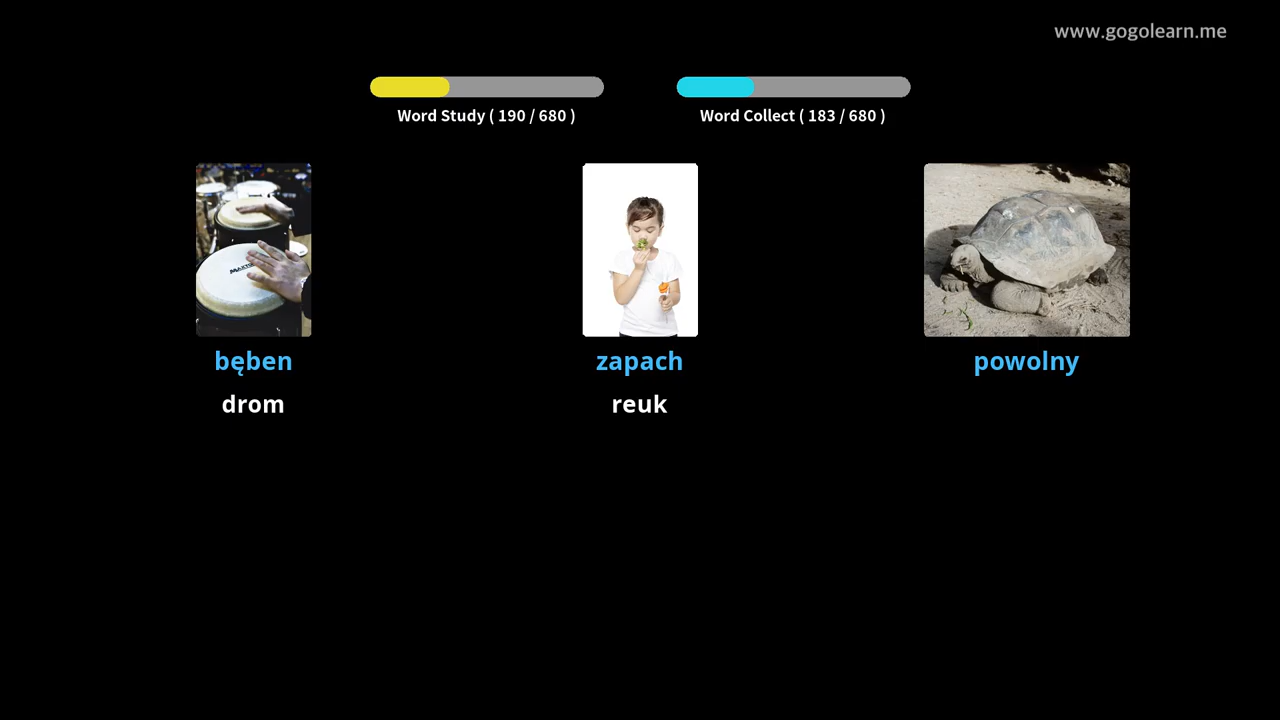 www.gogolearn.me
Word Study ( 190 / 680 )
Word Collect ( 183 / 680 )
bęben
zapach
powolny
drom
reuk